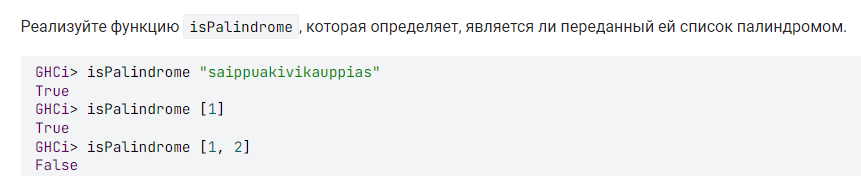 Реализуйте функцию isPalindrome, которая определяет, является ли переданный ей список палиндромом.
GHCi> isPalindrome "saippuakivikauppias"
True
GHCi> isPalindrome [1]
True
GHCi> isPalindrome [1, 2]
False